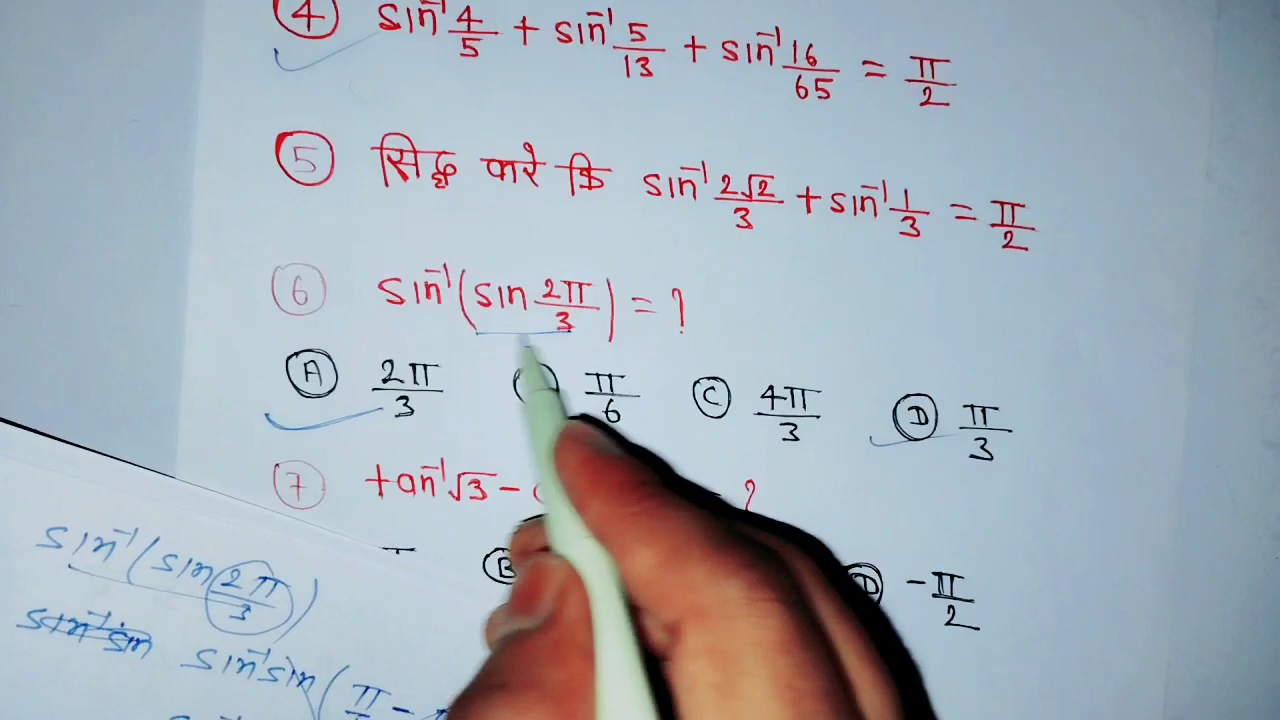 ④ sin⁻¹ 4/5 + sin⁻¹ 5/13 + sin⁻¹ 16/65 = π/2
⑤ सिद्ध करे कि sin⁻¹ 2√2/3 + sin⁻¹ 1/3 = π/2
⑥ sin⁻¹(sin 2π/3) = ?
Ⓐ 2π/3 π/6 Ⓒ 4π/3 Ⓓ π/3
⑦ tan⁻¹√3 - ?
Ⓑ Ⓓ -π/2
sin⁻¹(sin 2π/3)
sin⁻¹sin sin⁻¹sin(π -